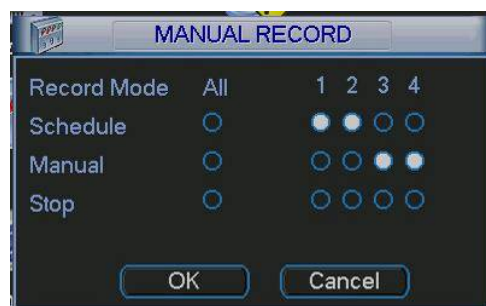 MANUAL RECORD
Record Mode All 1 2 3 4
Schedule
Manual
Stop
OK Cancel